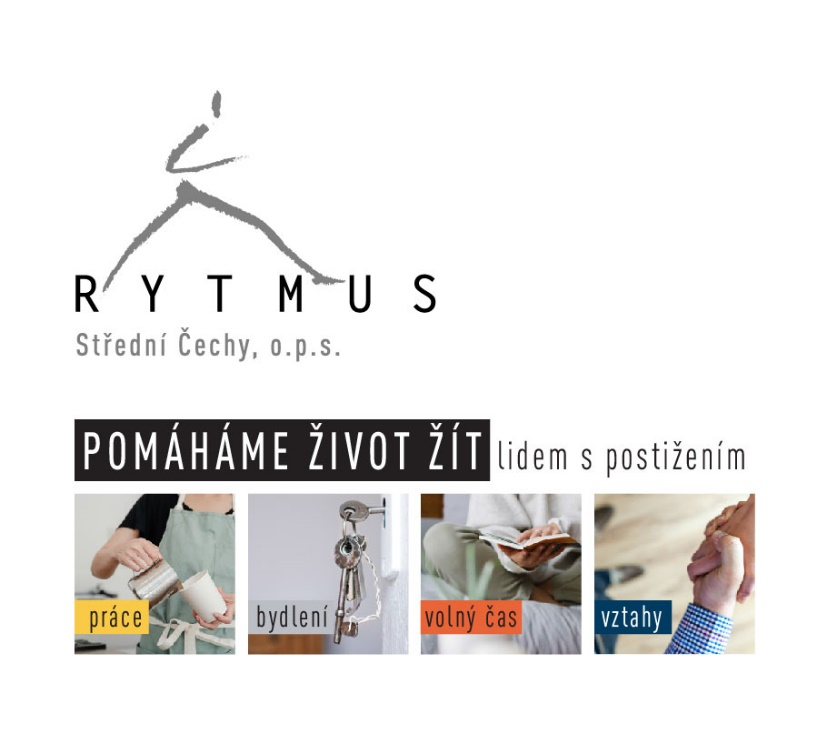 RYTMUS
Střední Čechy, o.p.s.
POMÁHÁME ŽIVOT ŽÍT lidem s postižením
práce bydlení volný čas vztahy